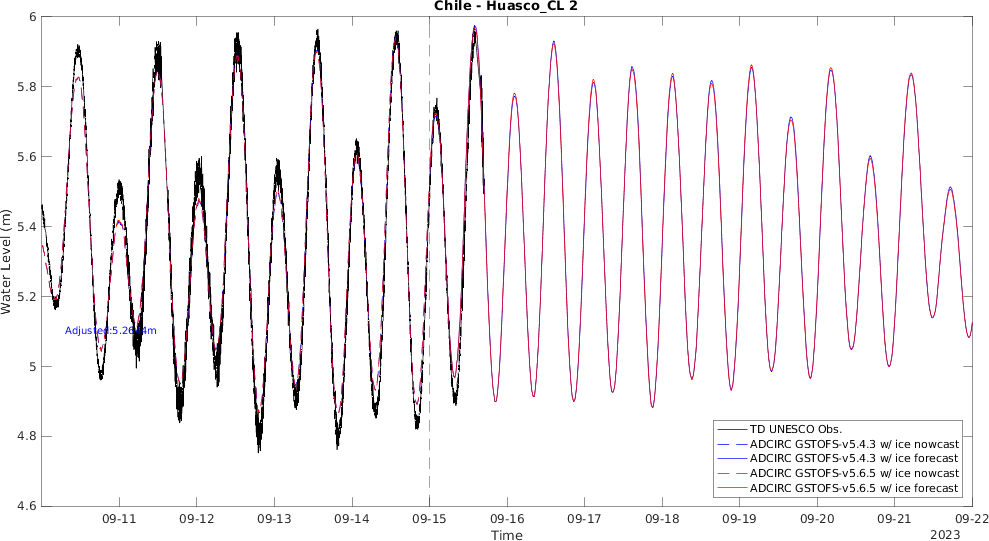 Chile - Huasco_CL 2
6
5.8
5.6
5.4
5.2
5
4.8
4.6
Water Level (m)
TD UNESCO Obs.
ADCIRC GSTOFS-v5.4.3 w/ ice nowcast
ADCIRC GSTOFS-v5.4.3 w/ ice forecast
ADCIRC GSTOFS-v5.6.5 w/ ice nowcast
ADCIRC GSTOFS-v5.6.5 w/ ice forecast
09-11 09-12 09-13 09-14 09-15 09-16 09-17 09-18 09-19 09-20 09-21 09-22
Time
2023